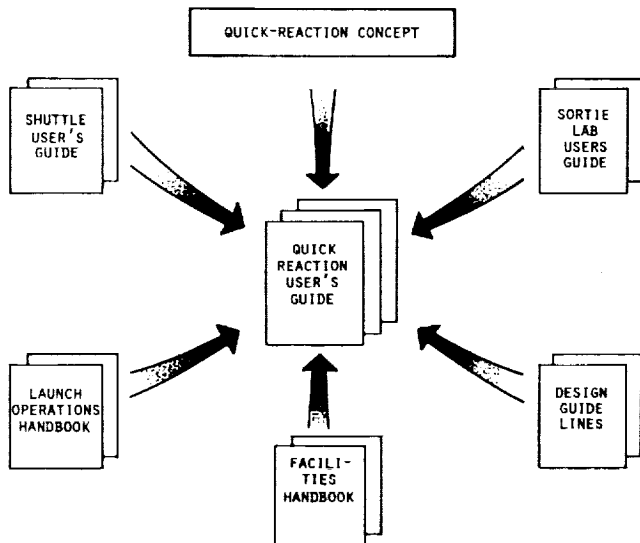 QUICK-REACTION CONCEPT
SHUTTLE
USER'S
GUIDE
SORTIE
LAB
USERS
GUIDE
QUICK
REACTION
USER'S
GUIDE
LAUNCH
OPERATIONS
HANDBOOK
FACILI-
TIES
HANDBOOK
DESIGN
GUIDE
LINES